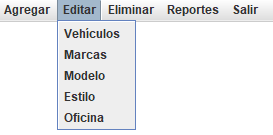 Agregar Editar Eliminar Reportes Salir
Vehículos
Marcas
Modelo
Estilo
Oficina